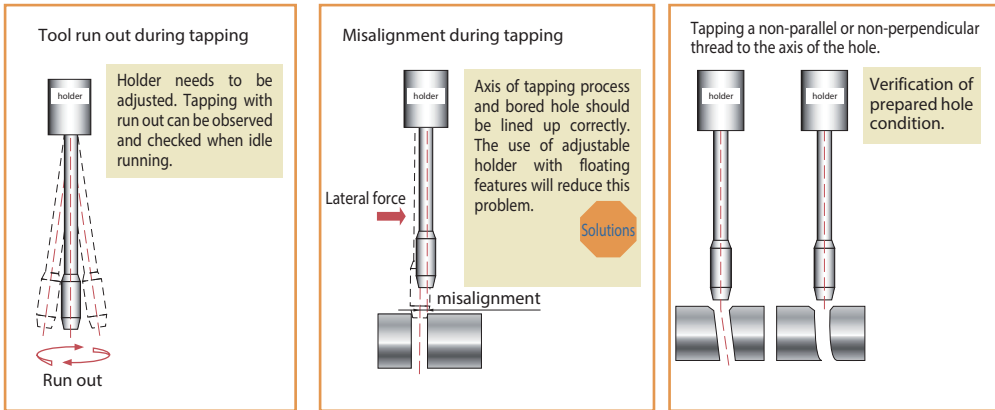 Tool run out during tapping
holder
Holder needs to be
adjusted. Tapping with
run out can be observed
and checked when idle
running.
Run out
Misalignment during tapping
holder
Axis of tapping process
and bored hole should
be lined up correctly.
The use of adjustable
holder with floating
features will reduce this
problem.
Solutions
Lateral force
misalignment
Tapping a non-parallel or non-perpendicular
thread to the axis of the hole.
holder
holder
Verification of
prepared hole
condition.